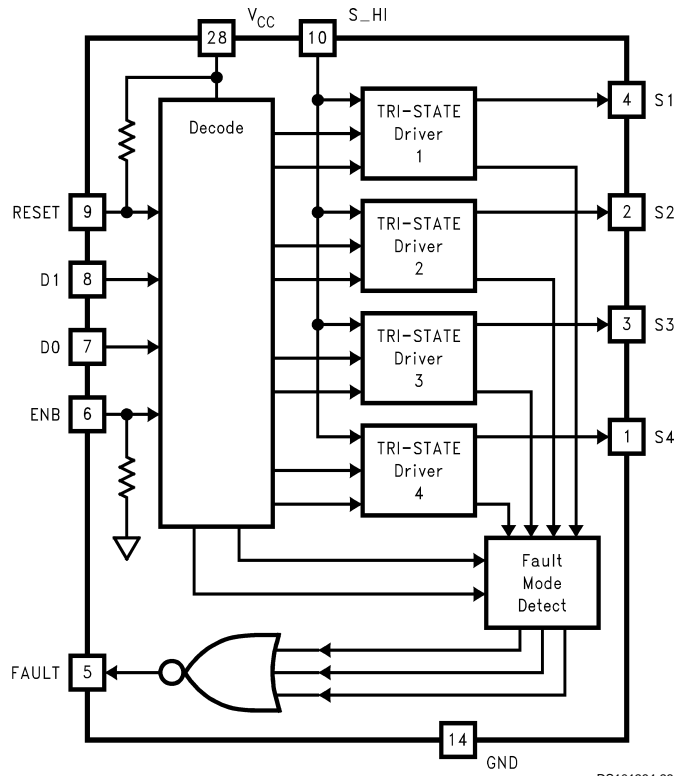 V_CC
S_HI
28
10
TRI-STATE
Driver
1
4
S1
Decode
RESET
9
TRI-STATE
Driver
2
2
S2
D1
8
D0
7
TRI-STATE
Driver
3
3
S3
ENB
6
TRI-STATE
Driver
4
1
S4
Fault
Mode
Detect
FAULT
5
14
GND